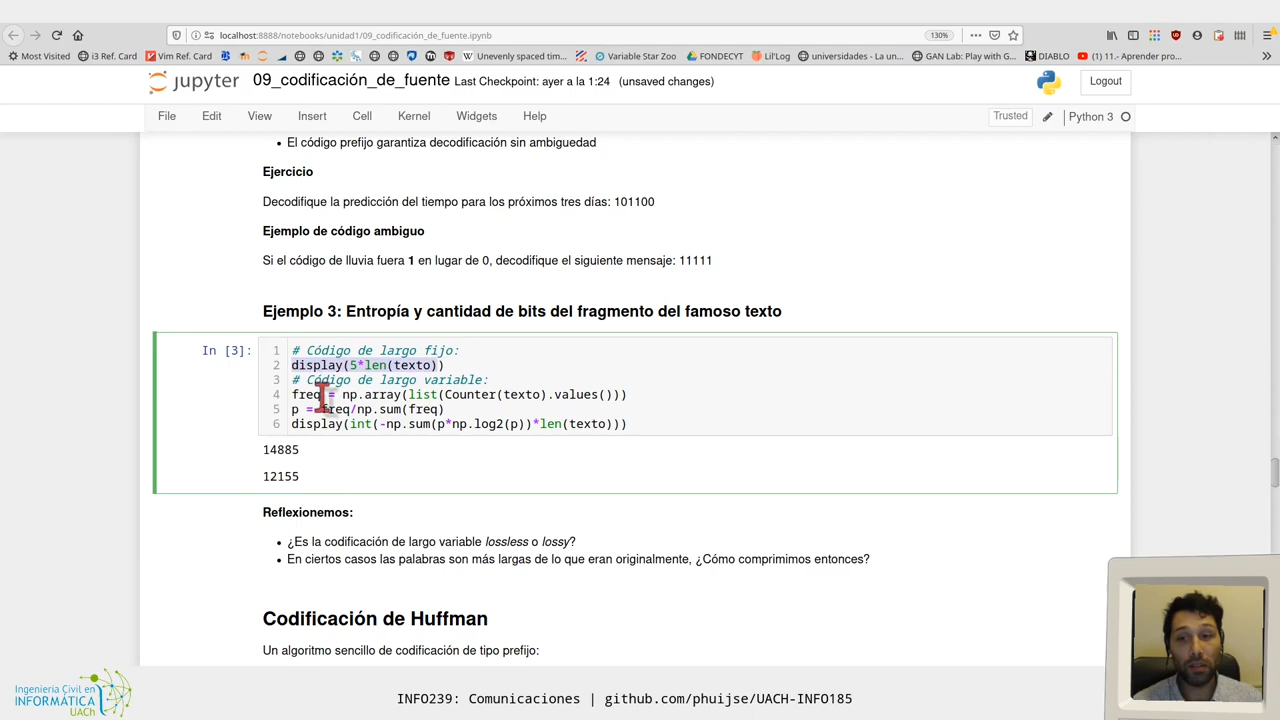 localhost:8888/notebooks/unidad1/09_codificação_de_fuente.ipynb
130%
Most Visited
i3 Ref. Card
Vim Ref. Card
Unevenly spaced tim...
Variable Star Zoo
FONDECYT
Lil'Log
universidades - La un...
GAN Lab: Play with G...
DIABLO
(1) 11.- Aprender pro...
jupyter 09_codificación_de_fuente Last Checkpoint: ayer a la 1:24 (unsaved changes)
Logout
File Edit View Insert Cell Kernel Widgets Help
Trusted
Python 3
• El código prefijo garantiza decodificación sin ambiguedad
Ejercicio
Decodifique la predicción del tiempo para los próximos tres días: 101100
Ejemplo de código ambiguo
Si el código de lluvia fuera 1 en lugar de 0, decodifique el siguiente mensaje: 11111
Ejemplo 3: Entropía y cantidad de bits del fragmento del famoso texto
In [3]:
1 # Código de largo fijo:
2 display(5*len(texto))
3 # Código de largo variable:
4 freq = np.array(list(Counter(texto).values()))
5 p = freq/np.sum(freq)
6 display(int(-np.sum(p*np.log2(p))*len(texto)))
14885
12155
Reflexionemos:
• ¿Es la codificación de largo variable lossless o lossy?
• En ciertos casos las palabras son más largas de lo que eran originalmente, ¿Cómo comprimimos entonces?
Codificación de Huffman
Un algoritmo sencillo de codificación de tipo prefijo:
Ingeniería Civil en
INFORMÁTICA
UACh
INFO239: Comunicaciones | github.com/phuijse/UACH-INFO185